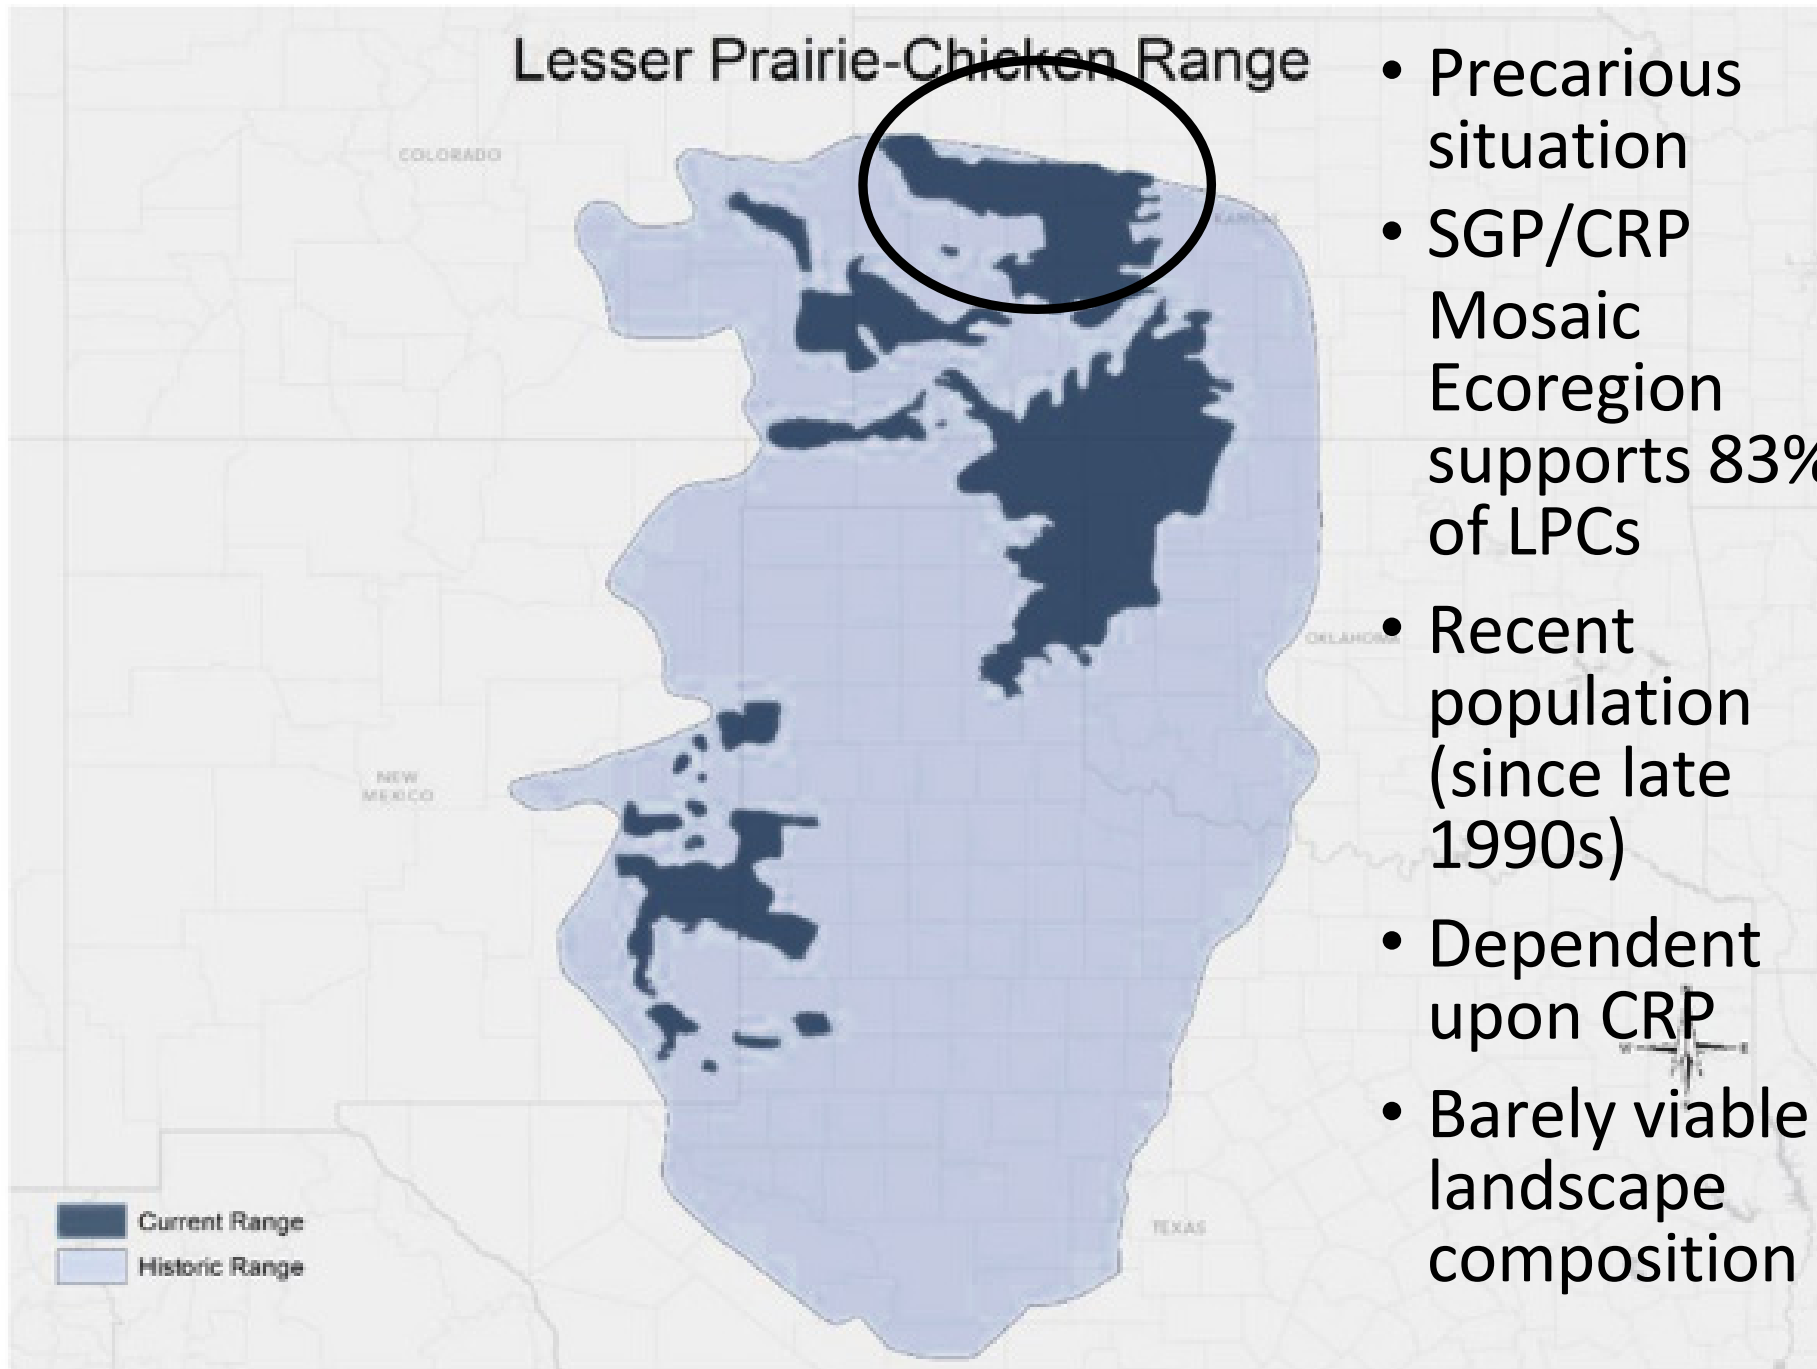 Lesser Prairie-Chicken Range
COLORADO
KANSAS
OKLAHOMA
NEW
MEXICO
TEXAS
W
E
Current Range
Historic Range
• Precarious
situation
• SGP/CRP
Mosaic
Ecoregion
supports 83%
of LPCs
• Recent
population
(since late
1990s)
• Dependent
upon CRP
• Barely viable
landscape
composition